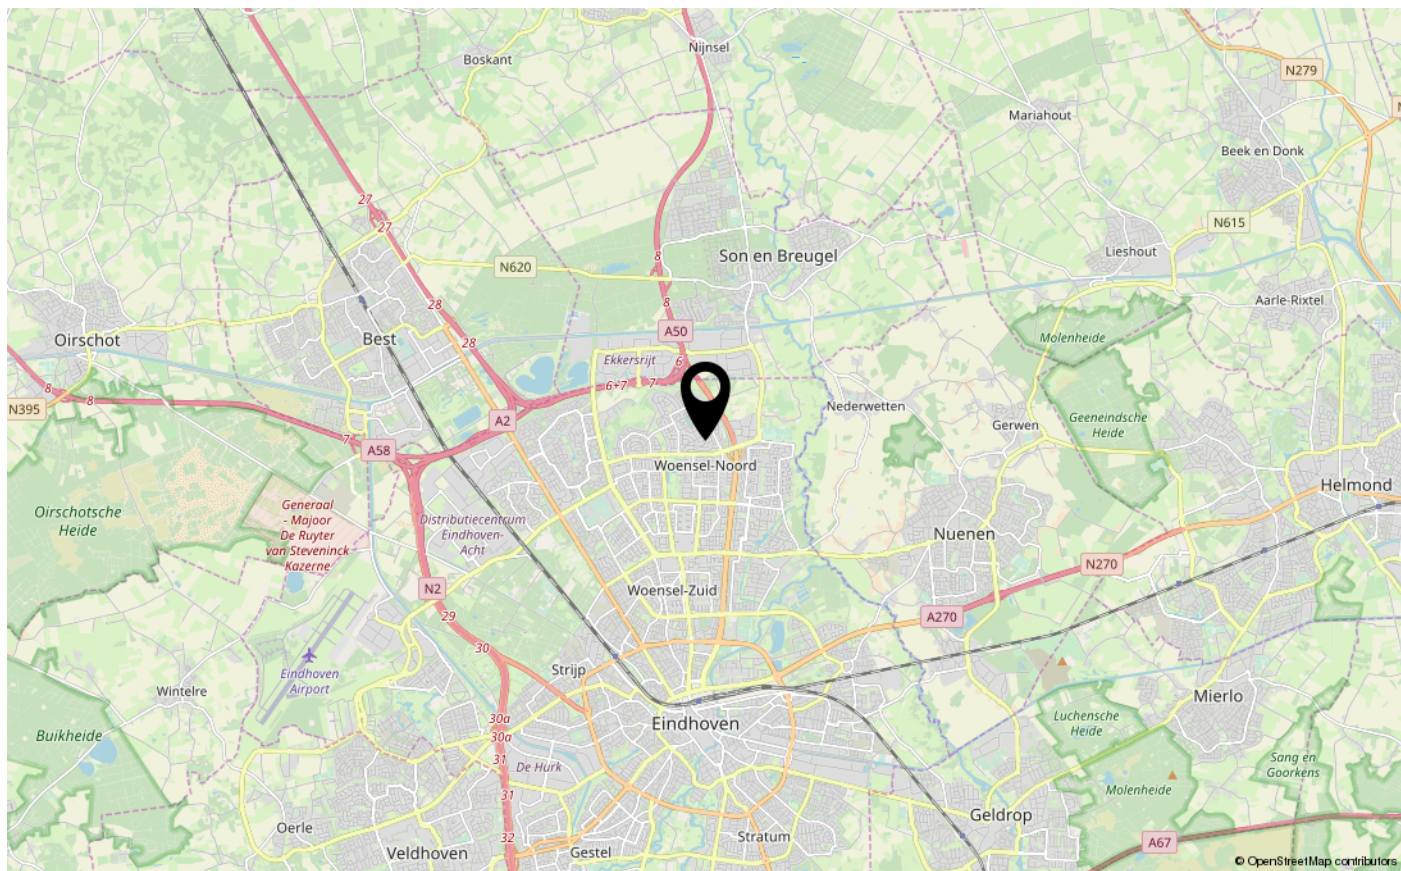 Nijnsel
Boskant
N279
Mariahout
Beek en Donk
27
27
N615
Lieshout
8
Son en Breugel
N620
28
8
Aarle-Rixtel
A50
28
Oirschot
Best
Molenheide
Ekkersrijt
6
6+7
7
8
8
N395
Nederwetten
Geeneindsche
Heide
A2
Gerwen
7
A58
Woensel-Noord
Helmond
Oirschotsche
Heide
Generaal
- Majoor
De Ruyter
van Steveninck
Kazerne
Distributiecentrum
Eindhoven-
Acht
Nuenen
N270
N2
Woensel-Zuid
29
A270
30
Strijp
Eindhoven
Airport
Wintelre
Mierlo
30a
Eindhoven
Luchensche
Heide
Buikheide
30a
31
De Hurk
Sang en
Goorkens
31
Molenheide
Oerle
32
Stratum
Geldrop
Veldhoven
Gestel
A67
© OpenStreetMap contributors